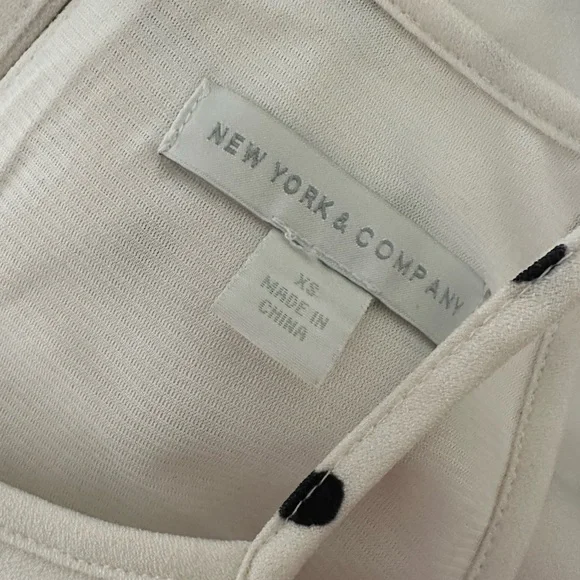 NEW YORK & COMPANY
XS
MADE IN
CHINA